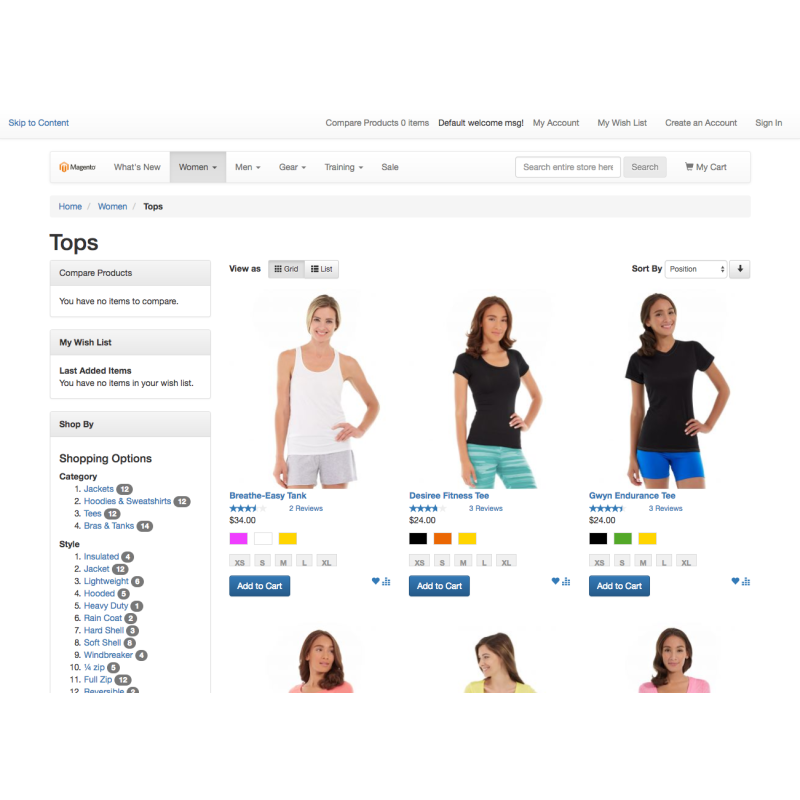 Skip to Content
Compare Products 0 items Default welcome msg! My Account My Wish List Create an Account Sign In
Magento What's New Women Men Gear Training Sale Search entire store here Search My Cart
Home / Women / Tops
Tops
Compare Products
You have no items to compare.
My Wish List
Last Added Items
You have no items in your wish list.
Shop By
Shopping Options
Category
1. Jackets 12
2. Hoodies & Sweatshirts 12
3. Tees 12
4. Bras & Tanks 14
Style
1. Insulated 4
2. Jacket 12
3. Lightweight 6
4. Hooded 5
5. Heavy Duty 1
6. Rain Coat 2
7. Hard Shell 3
8. Soft Shell 8
9. Windbreaker 4
10. ¼ zip 5
11. Full Zip 12
12. Reversible
View as Grid List
Sort By Position
Breathe-Easy Tank
2 Reviews
$34.00
XS S M L XL
Add to Cart
Desiree Fitness Tee
3 Reviews
$24.00
XS S M L XL
Add to Cart
Gwyn Endurance Tee
3 Reviews
$24.00
XS S M L XL
Add to Cart